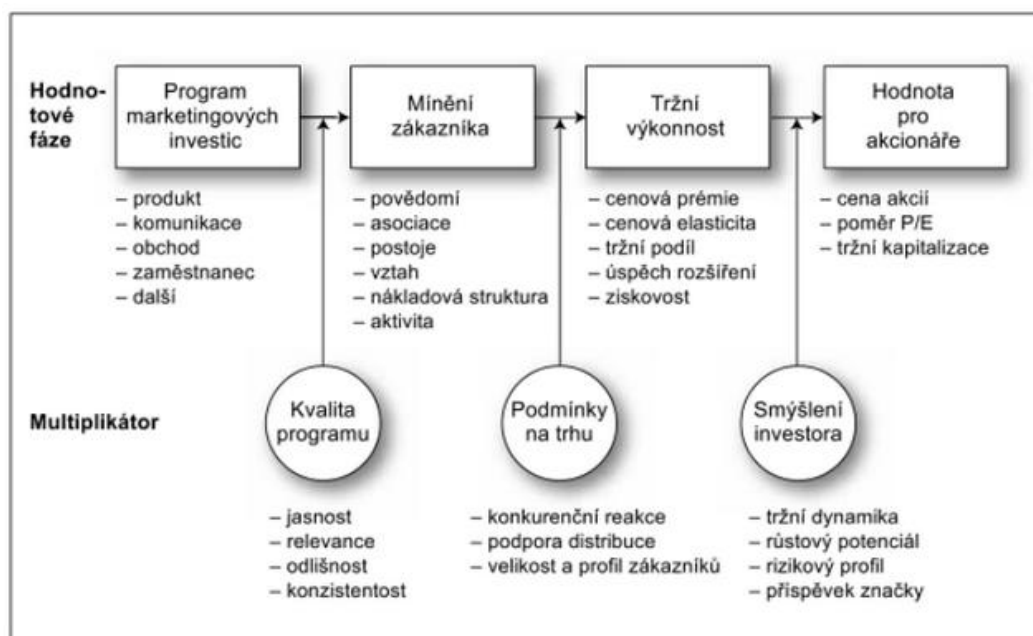 Hodno-
tové
fáze
Program
marketingových
investic
Mínění
zákazníka
Tržní
výkonnost
Hodnota
pro
akcionáře
– produkt
– komunikace
– obchod
– zaměstnanec
– další
– povědomí
– asociace
– postoje
– vztah
– nákladová struktura
– aktivita
– cenová prémie
– cenová elasticita
– tržní podíl
– úspěch rozšíření
– ziskovost
– cena akcií
– poměr P/E
– tržní kapitalizace
Multiplikátor
Kvalita
programu
Podmínky
na trhu
Smýšlení
investora
– jasnost
– relevance
– odlišnost
– konzistentost
– konkurenční reakce
– podpora distribuce
– velikost a profil zákazníků
– tržní dynamika
– růstový potenciál
– rizikový profil
– přispěvek značky